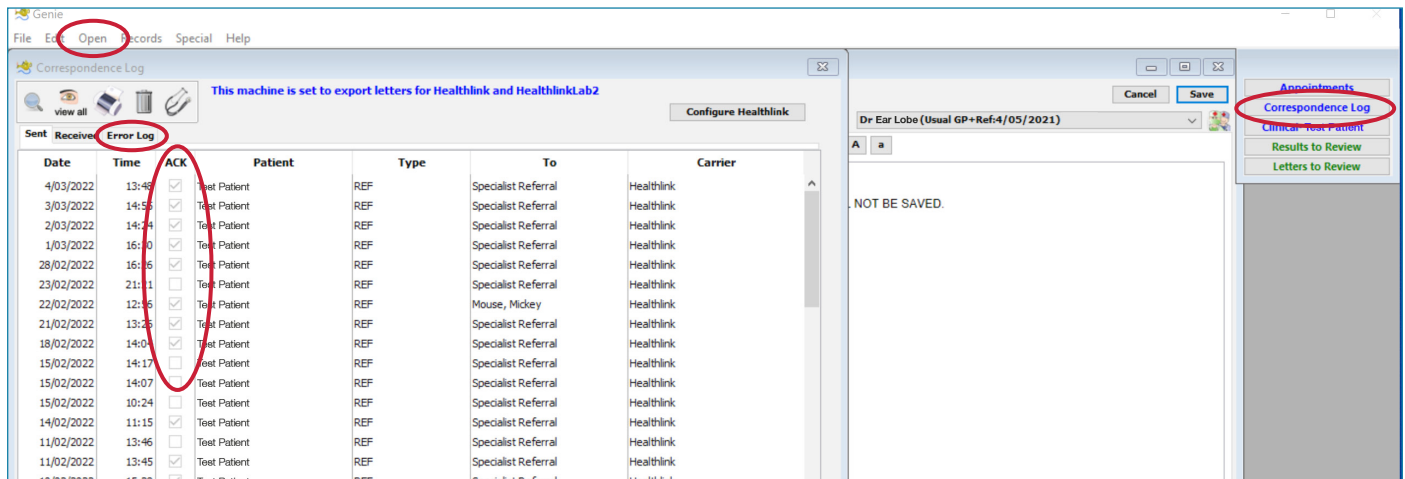 Genie
File Edit Open Records Special Help
Correspondence Log
view all
This machine is set to export letters for Healthlink and HealthlinkLab2
Configure Healthlink
Sent Received Error Log
Date Time ACK Patient Type To Carrier
4/03/2022 13:48 Test Patient REF Specialist Referral Healthlink
3/03/2022 14:55 Test Patient REF Specialist Referral Healthlink
2/03/2022 14:24 Test Patient REF Specialist Referral Healthlink
1/03/2022 Test Patient REF Specialist Referral Healthlink
28/02/2022 Test Patient REF Specialist Referral Healthlink
23/02/2022 Test Patient REF Specialist Referral Healthlink
22/02/2022 Test Patient REF Mouse, Mickey Healthlink
21/02/2022 Test Patient REF Specialist Referral Healthlink
18/02/2022 14:04 Test Patient REF Specialist Referral Healthlink
15/02/2022 14:17 Test Patient REF Specialist Referral Healthlink
15/02/2022 14:07 Test Patient REF Specialist Referral Healthlink
15/02/2022 10:24 Test Patient REF Specialist Referral Healthlink
14/02/2022 11:15 Test Patient REF Specialist Referral Healthlink
11/02/2022 13:46 Test Patient REF Specialist Referral Healthlink
11/02/2022 13:45 Test Patient REF Specialist Referral Healthlink
Cancel Save
Dr Ear Lobe (Usual GP+Ref:4/05/2021)
A a
NOT BE SAVED.
Appointments
Correspondence Log
Clinical-Test Patient
Results to Review
Letters to Review